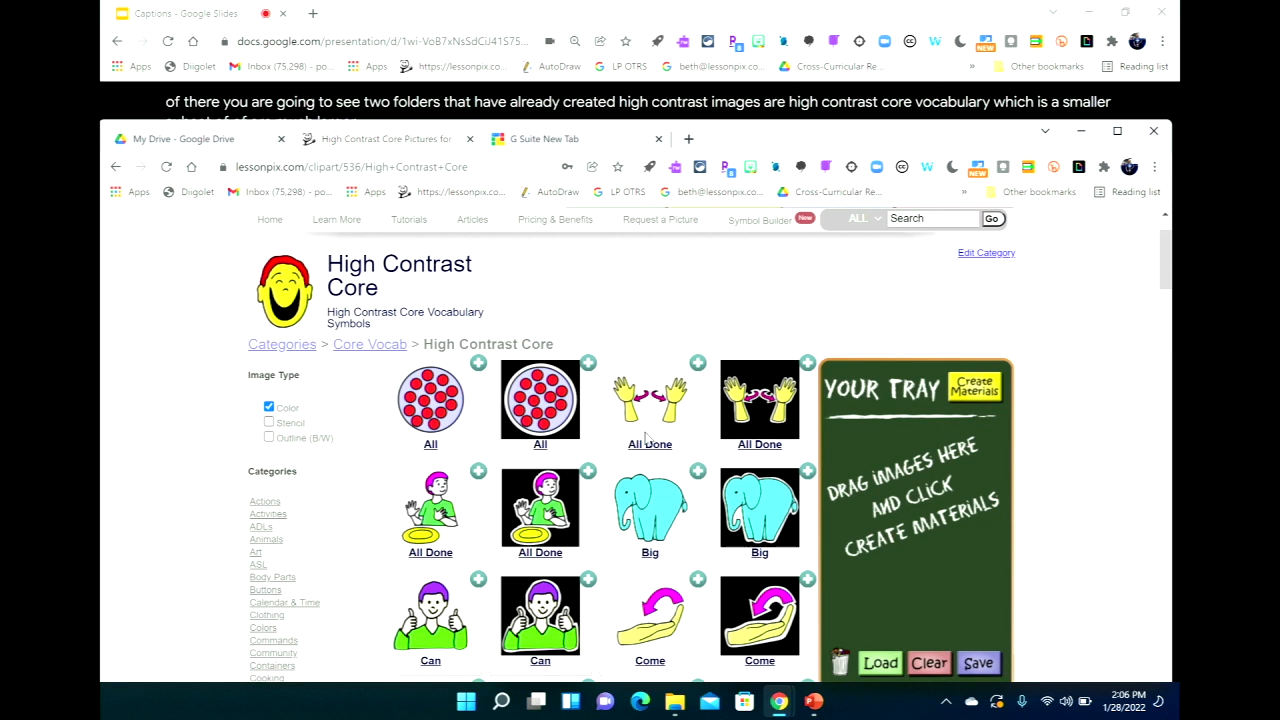 Captions - Google Slides
docs.google.com/presentation/d/1wi-VoB7xNsSdCiJ41S75...
Apps Diigolet Inbox (75,298) - po... Apps https://lessonpix.co... AutoDraw LP OTRS beth@lessonpix.co... Cross-Curricular Re... » Other bookmarks Reading list
of there you are going to see two folders that have already created high contrast images are high contrast core vocabulary which is a smaller
My Drive - Google Drive High Contrast Core Pictures for G Suite New Tab
lessonpix.com/clipart/536/High+Contrast+Core
Apps Diigolet Inbox (75,298) - po... Apps https://lessonpix.co... AutoDraw LP OTRS beth@lessonpix.co... Cross-Curricular Re... » Other bookmarks Reading list
Home Learn More Tutorials Articles Pricing & Benefits Request a Picture Symbol Builder New ALL Search Go
Edit Category
High Contrast
Core
High Contrast Core Vocabulary
Symbols
Categories > Core Vocab > High Contrast Core
Image Type
Color
Stencil
Outline (B/W)
Categories
Actions
Activities
ADLs
Animals
Art
ASL
Body Parts
Buttons
Calendar & Time
Clothing
Colors
Commands
Community
Containers
Cooking
All All All Done All Done
All Done All Done Big Big
Can Can Come Come
YOUR TRAY
Create
Materials
DRAG IMAGES HERE
AND CLICK
CREATE MATERIALS
Load Clear Save
2:06 PM
1/28/2022